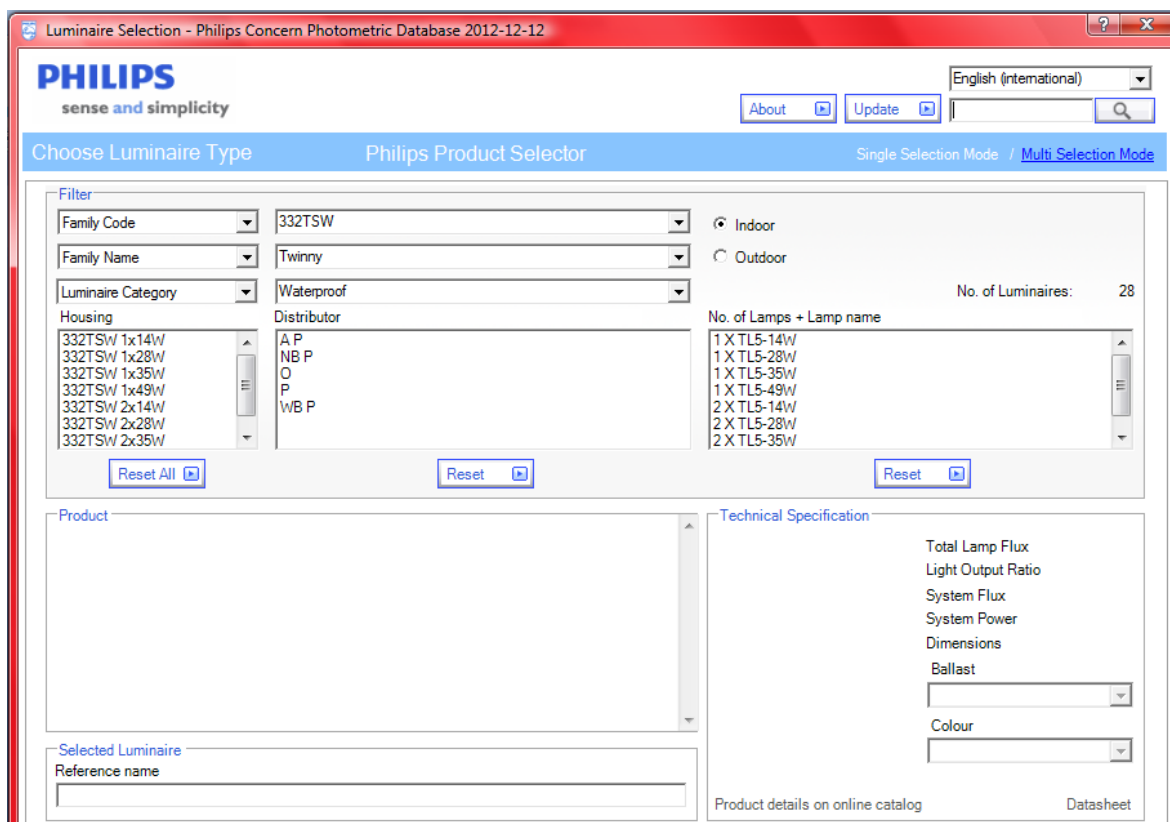 Luminaire Selection - Philips Concern Photometric Database 2012-12-12
? X
PHILIPS
sense and simplicity
English (international)
About
Update
Choose Luminaire Type
Philips Product Selector
Single Selection Mode / Multi Selection Mode
Filter
Family Code
332TSW
Indoor
Family Name
Twinny
Outdoor
Luminaire Category
Waterproof
No. of Luminaires: 28
Housing
332TSW 1x14W
332TSW 1x28W
332TSW 1x35W
332TSW 1x49W
332TSW 2x14W
332TSW 2x28W
332TSW 2x35W
Reset All
Distributor
A P
NB P
O
P
WB P
Reset
No. of Lamps + Lamp name
1 X TL5-14W
1 X TL5-28W
1 X TL5-35W
1 X TL5-49W
2 X TL5-14W
2 X TL5-28W
2 X TL5-35W
Reset
Product
Technical Specification
Total Lamp Flux
Light Output Ratio
System Flux
System Power
Dimensions
Ballast
Colour
Product details on online catalog
Datasheet
Selected Luminaire
Reference name